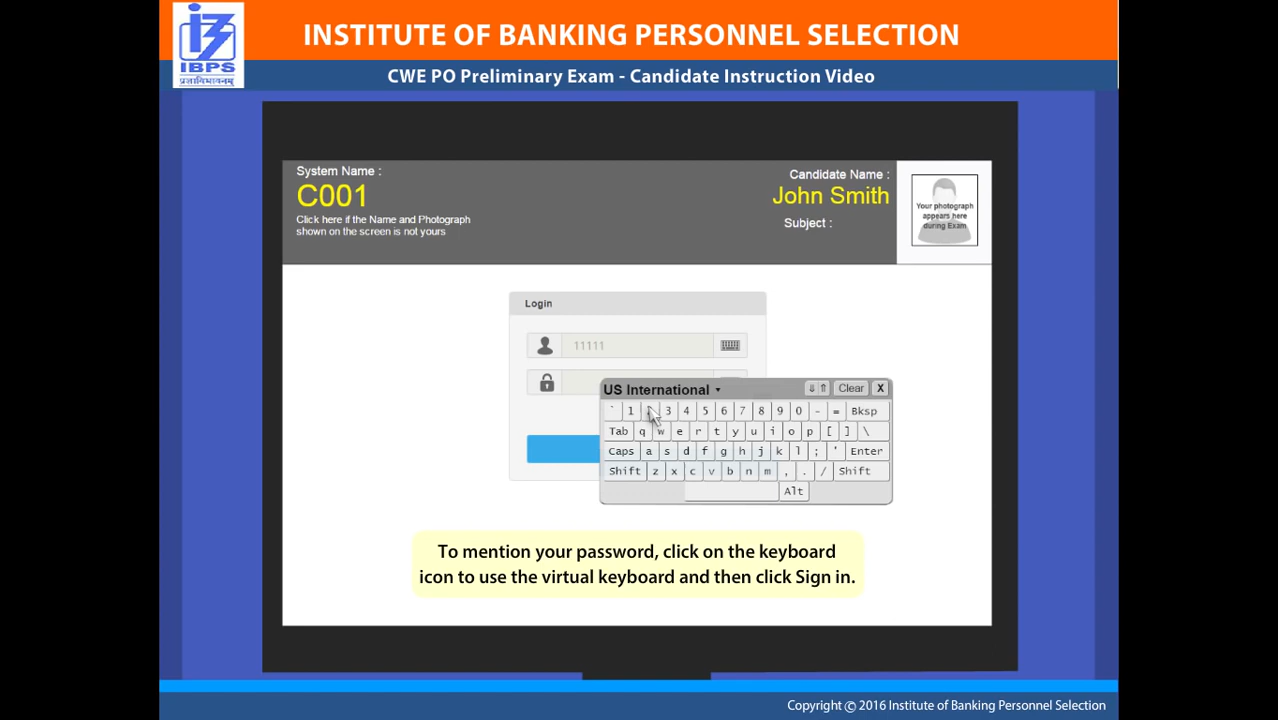 INSTITUTE OF BANKING PERSONNEL SELECTION
IBPS
CWE PO Preliminary Exam - Candidate Instruction Video
System Name :
C001
Click here if the Name and Photograph
shown on the screen is not yours
Candidate Name :
John Smith
Subject :
Your photograph
appears here
during Exam
Login
11111
US International
Clear X
` 1 3 4 5 6 7 8 9 0 - = Bksp
Tab q w e r t y u i o p [ ] \
Caps a s d f g h j k l ; ' Enter
Shift z x c v b n m , . / Shift
Alt
To mention your password, click on the keyboard
icon to use the virtual keyboard and then click Sign in.
Copyright © 2016 Institute of Banking Personnel Selection